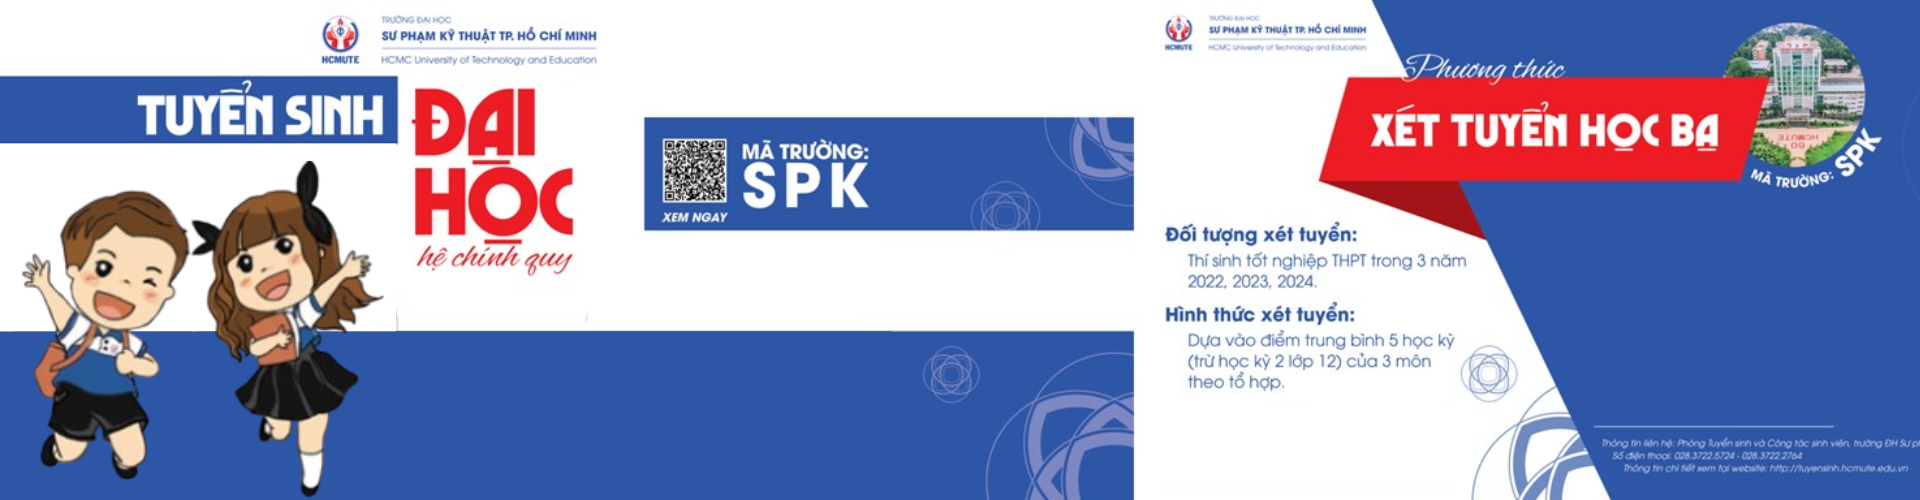 TRƯỜNG ĐẠI HỌC
SƯ PHẠM KỸ THUẬT TP. HỒ CHÍ MINH
HCMC University of Technology and Education
HCMUTE
TUYỂN SINH
ĐẠI
HỌC
hệ chính quy
MÃ TRƯỜNG:
SPK
XEM NGAY
TRƯỜNG ĐẠI HỌC
SƯ PHẠM KỸ THUẬT TP. HỒ CHÍ MINH
HCMC University of Technology and Education
HCMUTE
Phương thức
XÉT TUYỂN HỌC BẠ
HCMUTE
MÃ TRƯỜNG: SPK
Đối tượng xét tuyển:
Thí sinh tốt nghiệp THPT trong 3 năm
2022, 2023, 2024.
Hình thức xét tuyển:
Dựa vào điểm trung bình 5 học kỳ
(trừ học kỳ 2 lớp 12) của 3 môn
theo tổ hợp.
Thông tin liên hệ: Phòng Tuyển sinh và Công tác sinh viên, trường ĐH Sư
Số điện thoại: 028.3722.5724 - 028.3722.2764
Thông tin chi tiết xem tại website: http://tuyensinh.hcmute.edu.vn